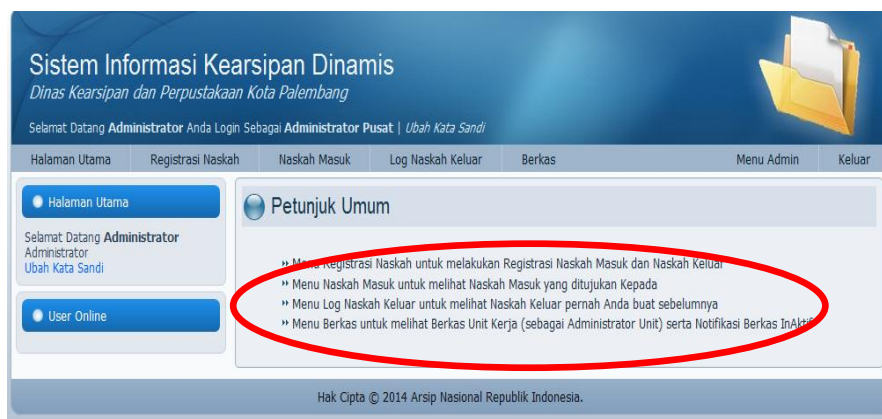 Sistem Informasi Kearsipan Dinamis
Dinas Kearsipan dan Perpustakaan Kota Palembang
Selamat Datang Administrator Anda Login Sebagai Administrator Pusat | Ubah Kata Sandi
Halaman Utama Registrasi Naskah Naskah Masuk Log Naskah Keluar Berkas Menu Admin Keluar
Halaman Utama
Selamat Datang Administrator
Administrator
Ubah Kata Sandi
User Online
Petunjuk Umum
Menu Registrasi Naskah untuk melakukan Registrasi Naskah Masuk dan Naskah Keluar
Menu Naskah Masuk untuk melihat Naskah Masuk yang ditujukan Kepada
Menu Log Naskah Keluar untuk melihat Naskah Keluar pernah Anda buat sebelumnya
Menu Berkas untuk melihat Berkas Unit Kerja (sebagai Administrator Unit) serta Notifikasi Berkas InAktif
Hak Cipta © 2014 Arsip Nasional Republik Indonesia.